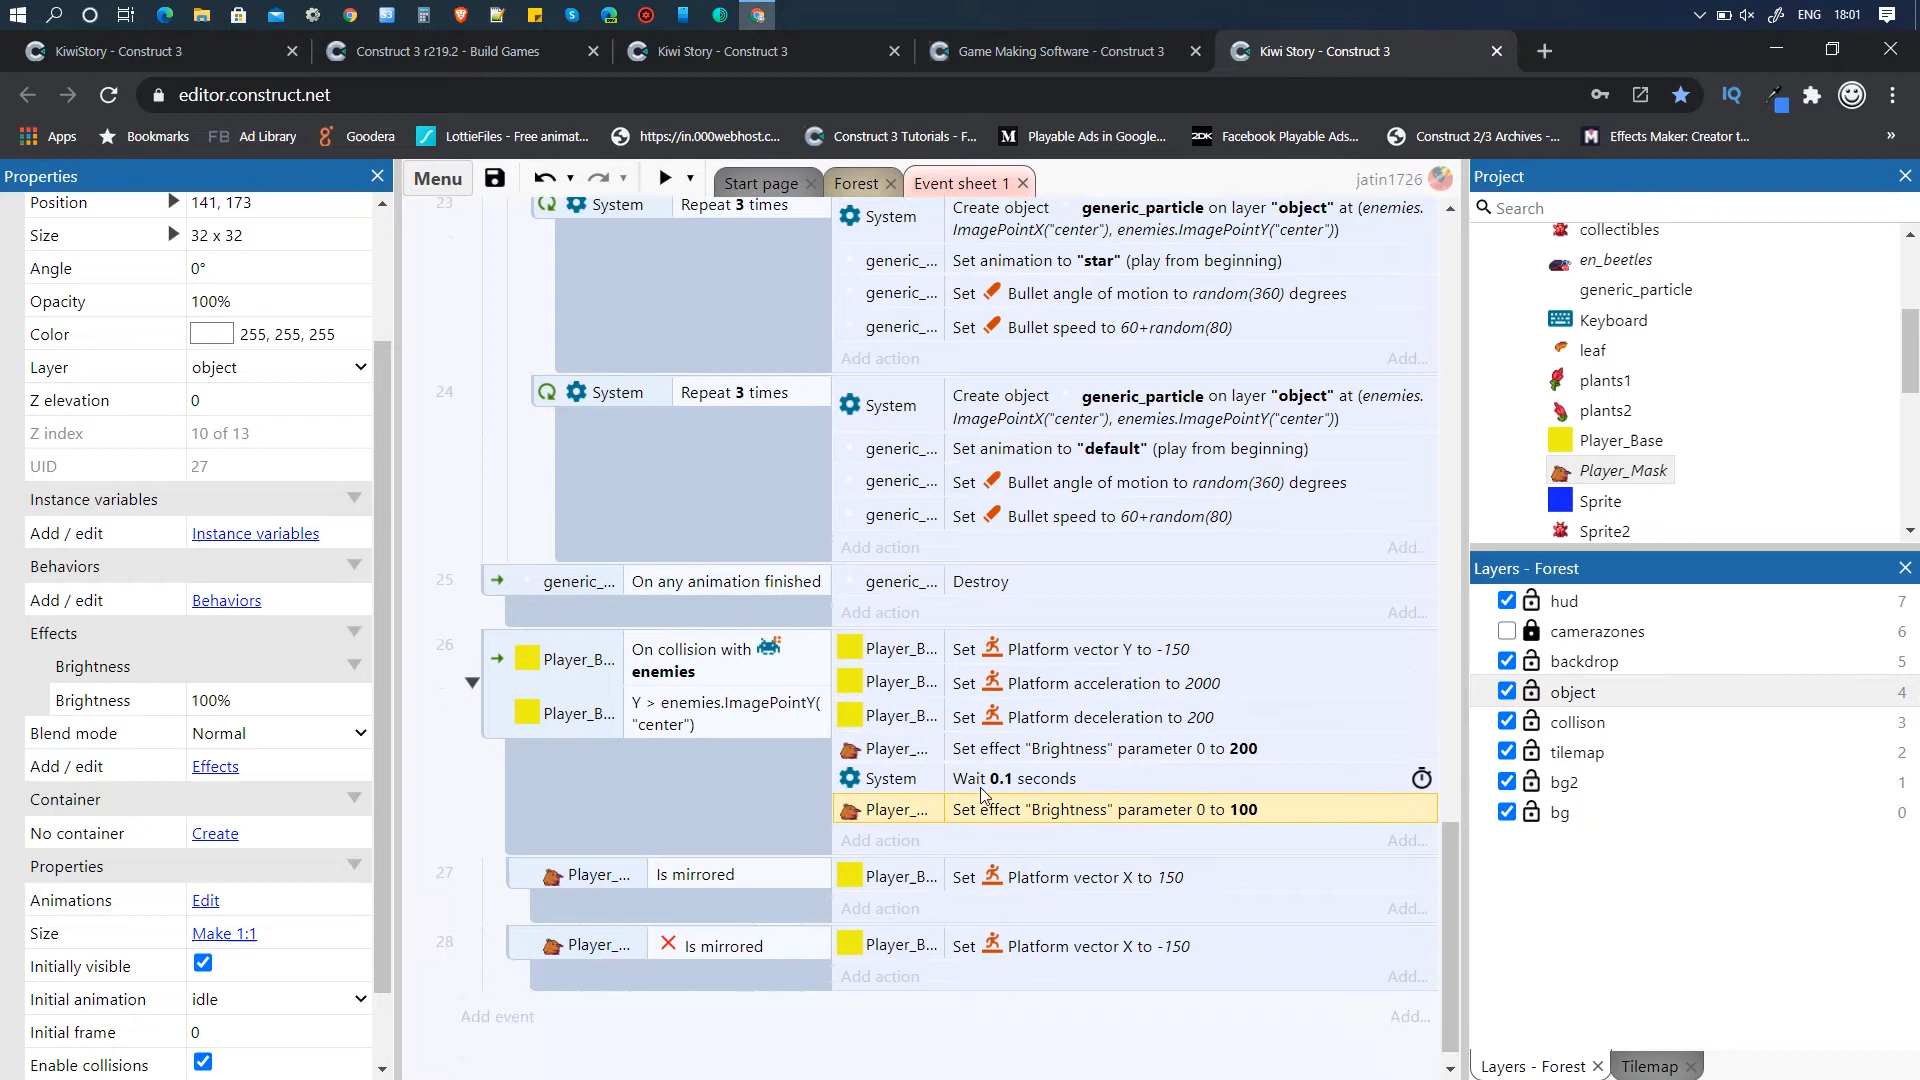 ENG 18:01
KiwiStory - Construct 3
Construct 3 r219.2 - Build Games
Kiwi Story - Construct 3
Game Making Software - Construct 3
Kiwi Story - Construct 3
editor.construct.net
IQ
Apps
Bookmarks
FB Ad Library
Goodera
LottieFiles - Free animat...
https://in.000webhost.c...
Construct 3 Tutorials - F...
Playable Ads in Google...
Facebook Playable Ads...
Construct 2/3 Archives -...
Effects Maker: Creator t...
Properties
Position 141, 173
Size 32 x 32
Angle 0°
Opacity 100%
Color 255, 255, 255
Layer object
Z elevation 0
Z index 10 of 13
UID 27
Instance variables
Add / edit Instance variables
Behaviors
Add / edit Behaviors
Effects
Brightness
Brightness 100%
Blend mode Normal
Add / edit Effects
Container
No container Create
Properties
Animations Edit
Size Make 1:1
Initially visible
Initial animation idle
Initial frame 0
Enable collisions
Menu
Start page
Forest
Event sheet 1
jatin1726
23
System Repeat 3 times
System Create object generic_particle on layer "object" at (enemies.
ImagePointX("center"), enemies.ImagePointY("center"))
generic_... Set animation to "star" (play from beginning)
generic_... Set Bullet angle of motion to random(360) degrees
generic_... Set Bullet speed to 60+random(80)
Add action Add...
24
System Repeat 3 times
System Create object generic_particle on layer "object" at (enemies.
ImagePointX("center"), enemies.ImagePointY("center"))
generic_... Set animation to "default" (play from beginning)
generic_... Set Bullet angle of motion to random(360) degrees
generic_... Set Bullet speed to 60+random(80)
Add action Add...
25
generic_... On any animation finished
generic_... Destroy
Add action Add...
26
Player_B... On collision with
enemies
Player_B... Y > enemies.ImagePointY(
"center")
Player_B... Set Platform vector Y to -150
Player_B... Set Platform acceleration to 2000
Player_B... Set Platform deceleration to 200
Player_... Set effect "Brightness" parameter 0 to 200
System Wait 0.1 seconds
Player_... Set effect "Brightness" parameter 0 to 100
Add action Add...
27
Player_... Is mirrored
Player_B... Set Platform vector X to 150
Add action Add...
28
Player_... Is mirrored
Player_B... Set Platform vector X to -150
Add action Add...
Add event Add...
Project
Search
collectibles
en_beetles
generic_particle
Keyboard
leaf
plants1
plants2
Player_Base
Player_Mask
Sprite
Sprite2
Layers - Forest
hud 7
camerazones 6
backdrop 5
object 4
collison 3
tilemap 2
bg2 1
bg 0
Layers - Forest
Tilemap